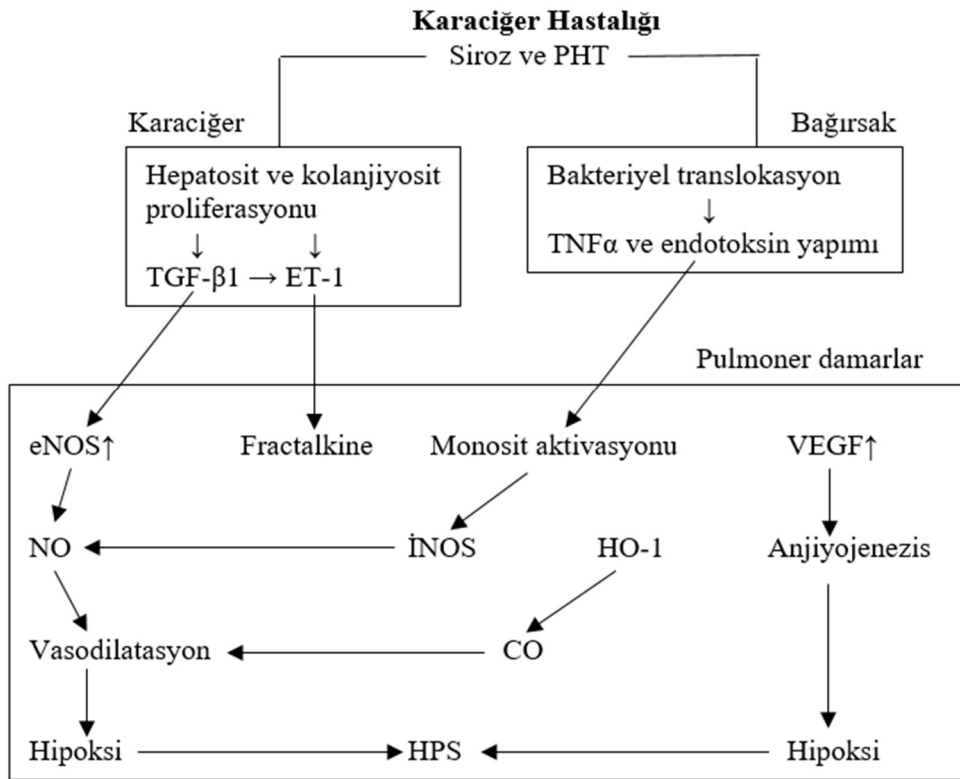 Karaciğer Hastalığı
Siroz ve PHT
Karaciğer
Bağırsak
Hepatosit ve kolanjiyosit
proliferasyonu
↓ ↓
TGF-β1 → ET-1
Bakteriyel translokasyon
↓
TNFα ve endotoksin yapımı
Pulmoner damarlar
eNOS↑ Fractalkine Monosit aktivasyonu VEGF↑
NO İNOS HO-1 Anjiyojenezis
Vasodilatasyon CO
Hipoksi HPS Hipoksi